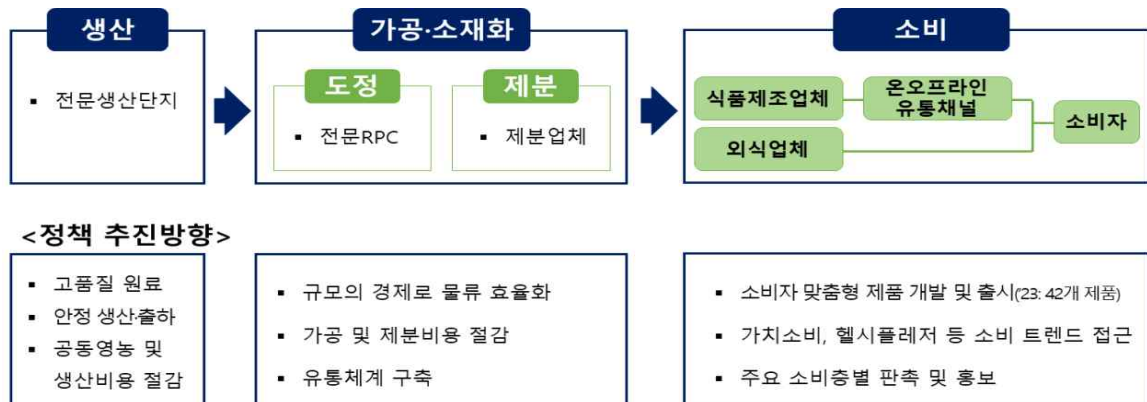 생산
▪ 전문생산단지
가공·소재화
도정
▪ 전문RPC
제분
▪ 제분업체
소비
식품제조업체
온오프라인
유통채널
외식업체
소비자
<정책 추진방향>
▪ 고품질 원료
▪ 안정 생산·출하
▪ 공동영농 및
생산비용 절감
▪ 규모의 경제로 물류 효율화
▪ 가공 및 제분비용 절감
▪ 유통체계 구축
▪ 소비자 맞춤형 제품 개발 및 출시('23: 42개 제품)
▪ 가치소비, 헬시플레저 등 소비 트렌드 접근
▪ 주요 소비층별 판촉 및 홍보